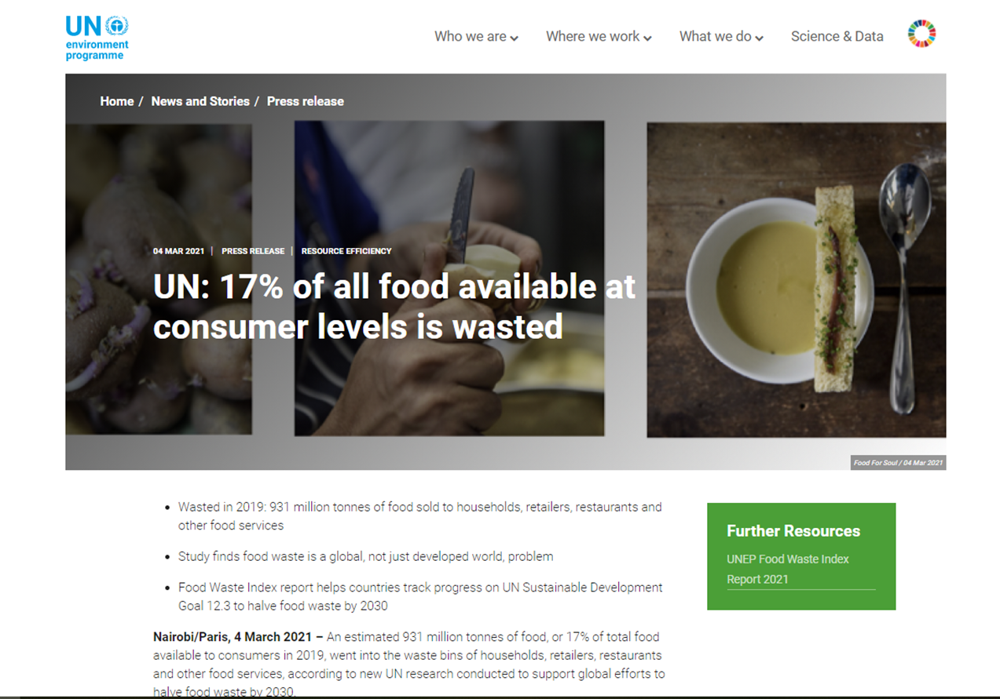 UN
environment
programme
Who we are
Where we work
What we do
Science & Data
Home / News and Stories / Press release
04 MAR 2021 | PRESS RELEASE | RESOURCE EFFICIENCY
UN: 17% of all food available at
consumer levels is wasted
Food For Soul / 04 Mar 2021
• Wasted in 2019: 931 million tonnes of food sold to households, retailers, restaurants and
other food services
• Study finds food waste is a global, not just developed world, problem
• Food Waste Index report helps countries track progress on UN Sustainable Development
Goal 12.3 to halve food waste by 2030
Nairobi/Paris, 4 March 2021 – An estimated 931 million tonnes of food, or 17% of total food
available to consumers in 2019, went into the waste bins of households, retailers, restaurants
and other food services, according to new UN research conducted to support global efforts to
halve food waste by 2030.
Further Resources
UNEP Food Waste Index
Report 2021